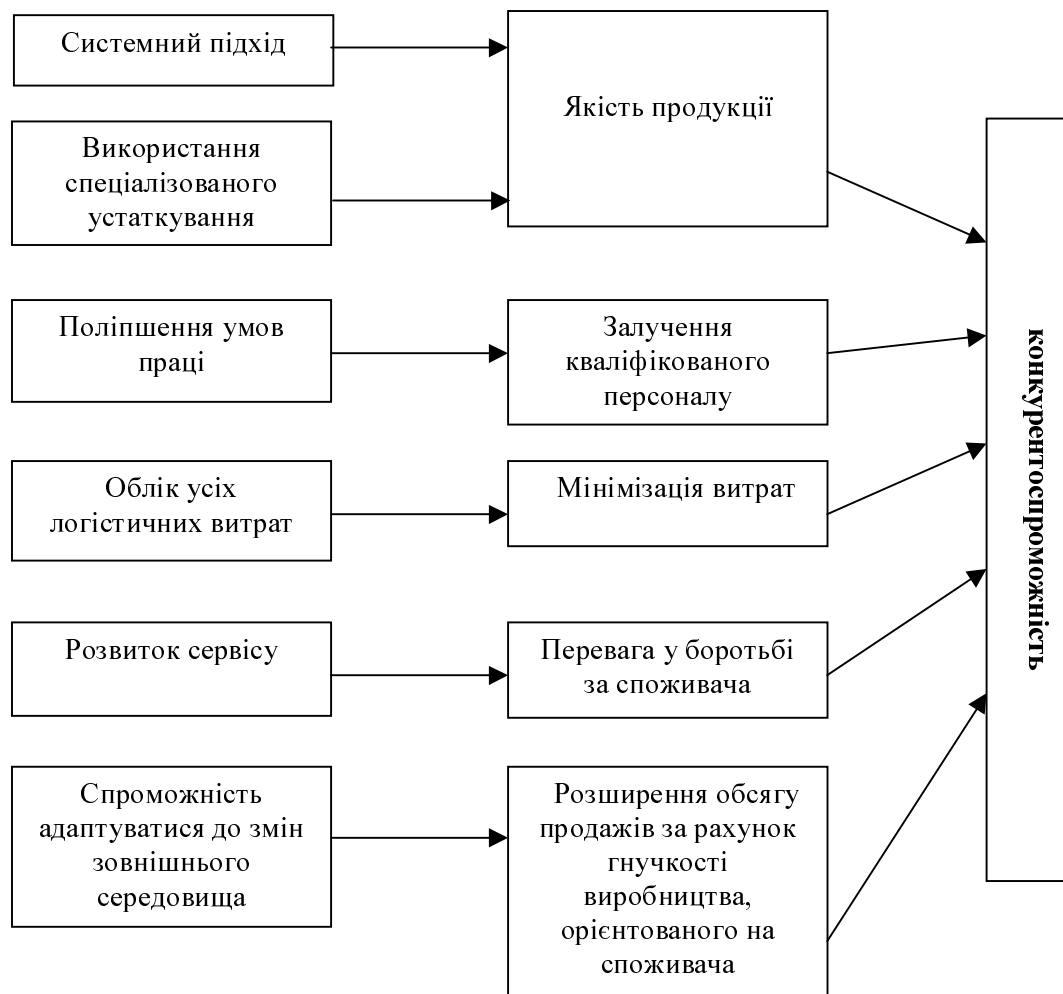 Системний підхід
Якість продукції
Використання
спеціалізованого
устаткування
Поліпшення умов
праці
Залучення
кваліфікованого
персоналу
Облік усіх
логістичних витрат
Мінімізація витрат
Розвиток сервісу
Перевага у боротьбі
за споживача
Спроможність
адаптуватися до змін
зовнішнього
середовища
Розширення обсягу
продажів за рахунок
гнучкості
виробництва,
орієнтованого на
споживача
конкурентоспроможність